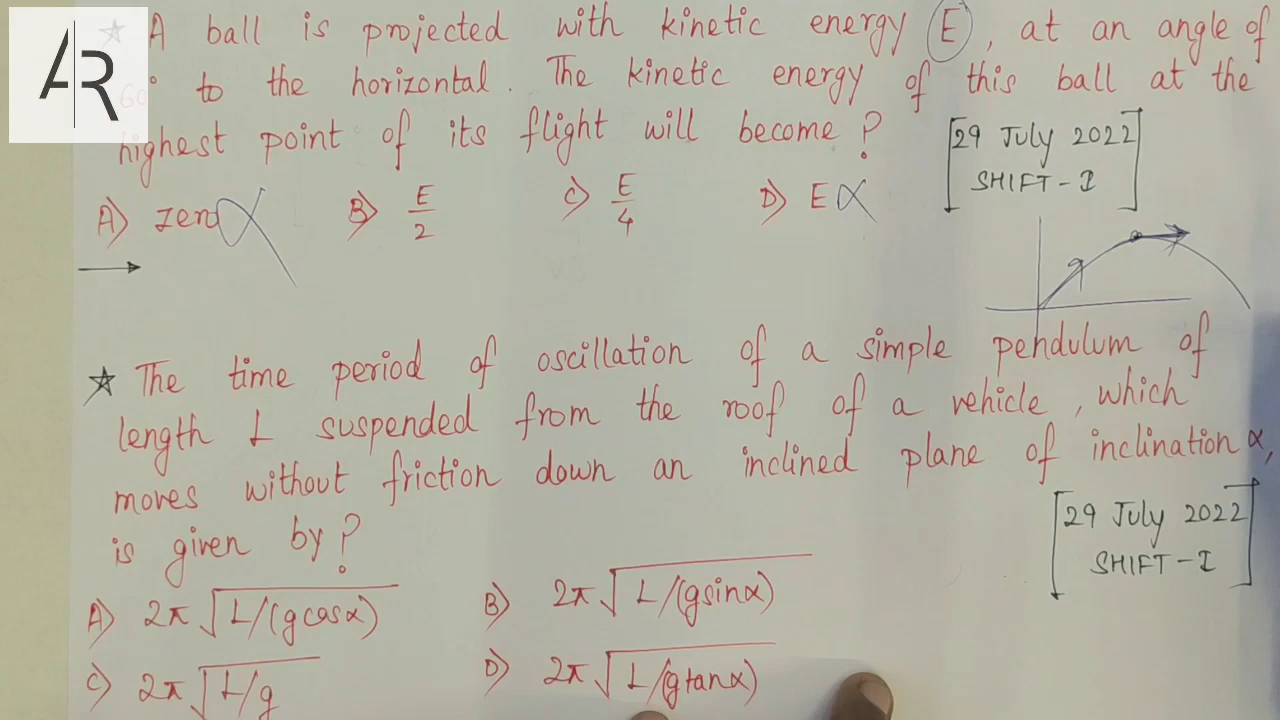 AR
★ A ball is projected with kinetic energy E, at an angle of
60° to the horizontal. The kinetic energy of this ball at the
highest point of its flight will become?
[29 July 2022
SHIFT-I]
A) zero B) E/2 C) E/4 D) E
★ The time period of oscillation of a simple pendulum of
length L suspended from the roof of a vehicle, which
moves without friction down an inclined plane of inclination α,
is given by?
[29 July 2022
SHIFT-I]
A) 2π √L/(gcosα) B) 2π √L/(gsinα)
C) 2π √L/g D) 2π √L/(gtanα)